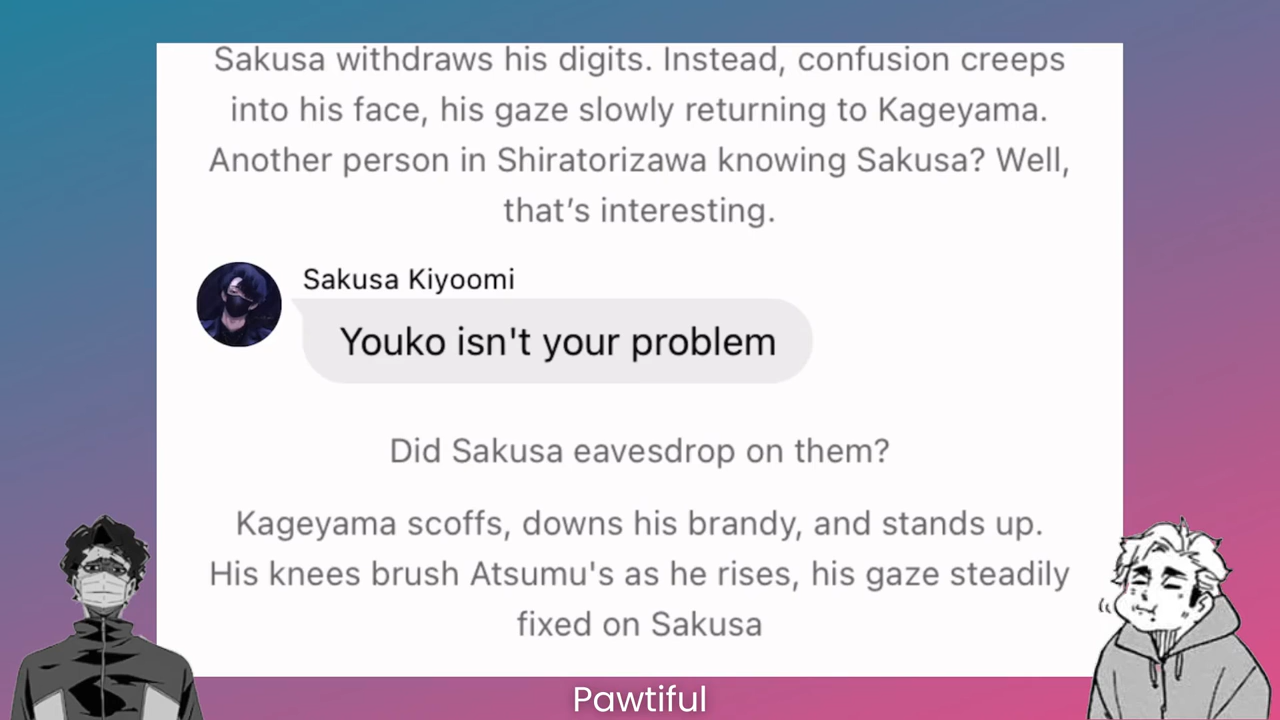 Sakusa withdraws his digits. Instead, confusion creeps
into his face, his gaze slowly returning to Kageyama.
Another person in Shiratorizawa knowing Sakusa? Well,
that’s interesting.
Sakusa Kiyoomi
Youko isn't your problem
Did Sakusa eavesdrop on them?
Kageyama scoffs, downs his brandy, and stands up.
His knees brush Atsumu's as he rises, his gaze steadily
fixed on Sakusa
Pawtiful